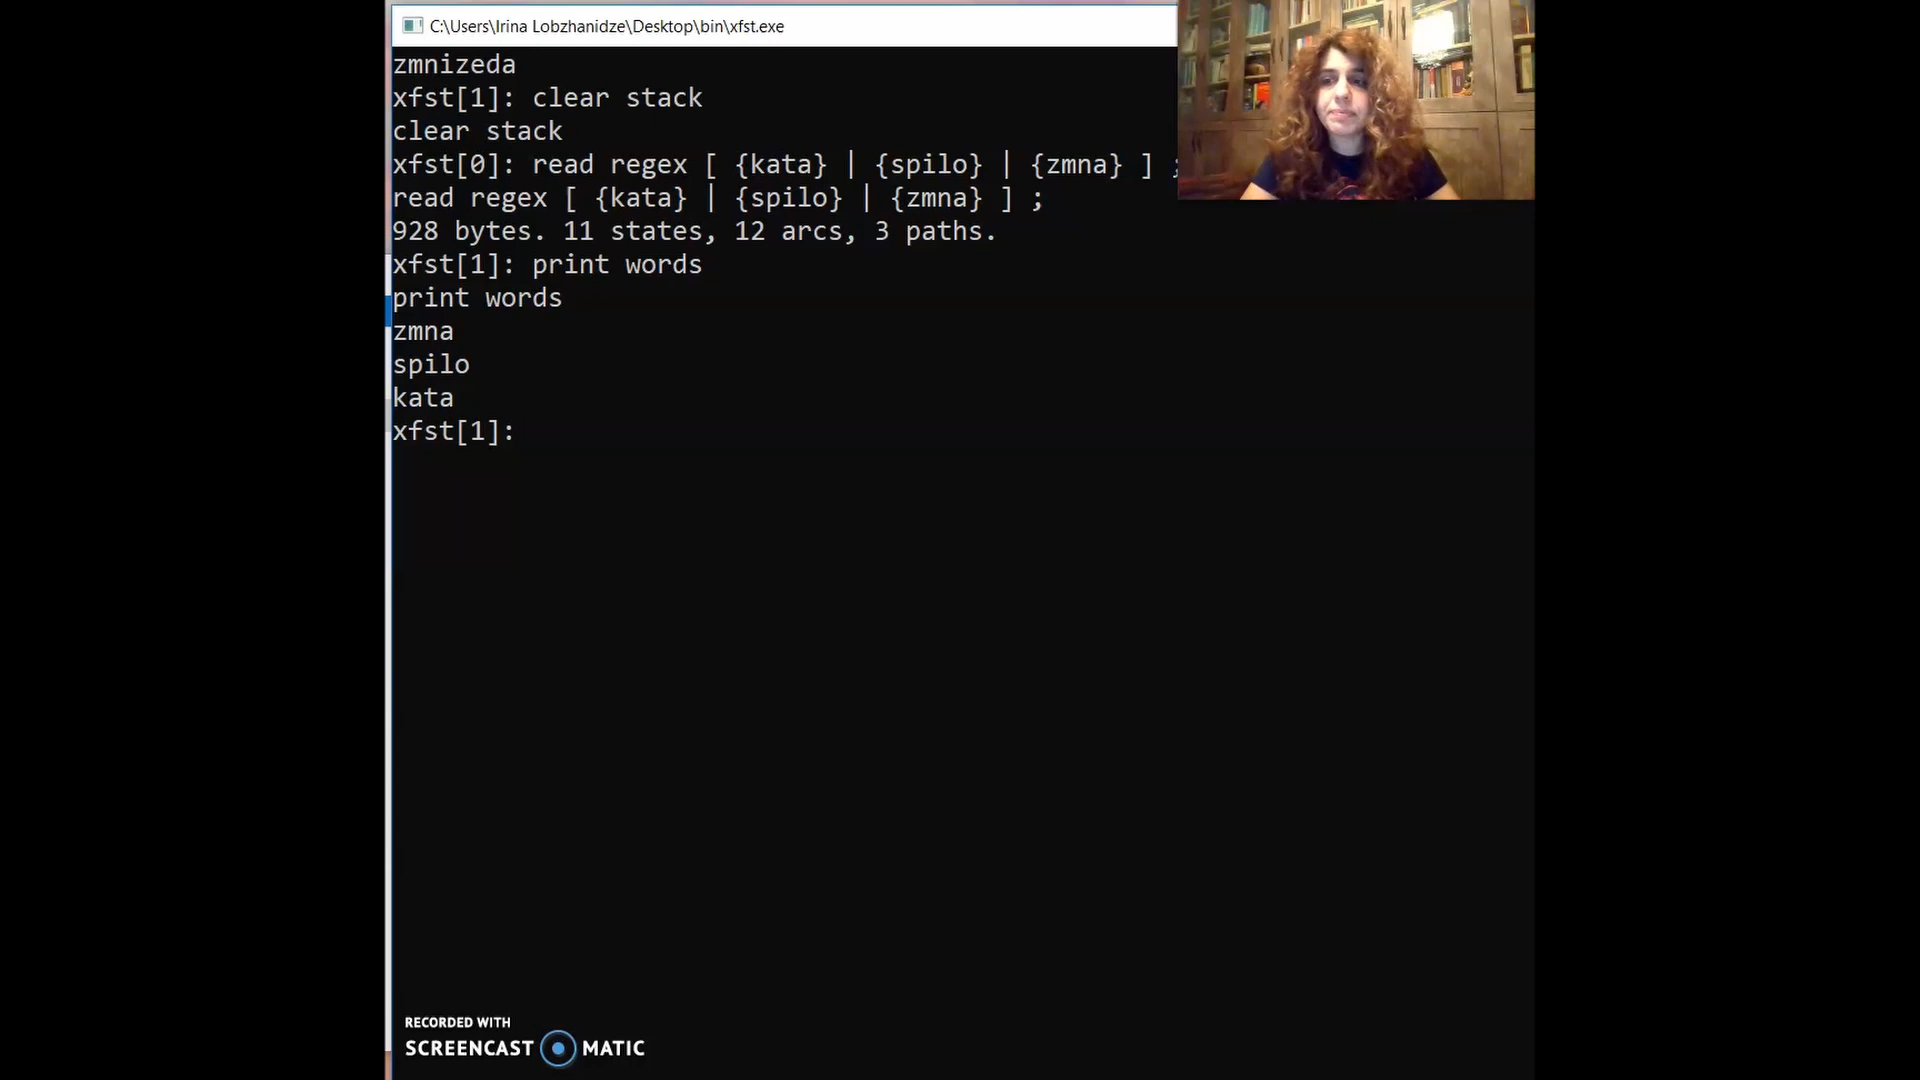 C:\Users\Irina Lobzhanidze\Desktop\bin\xfst.exe
zmnizeda
xfst[1]: clear stack
clear stack
xfst[0]: read regex [ {kata} | {spilo} | {zmna} ] ;
read regex [ {kata} | {spilo} | {zmna} ] ;
928 bytes. 11 states, 12 arcs, 3 paths.
xfst[1]: print words
print words
zmna
spilo
kata
xfst[1]:
RECORDED WITH
SCREENCAST MATIC